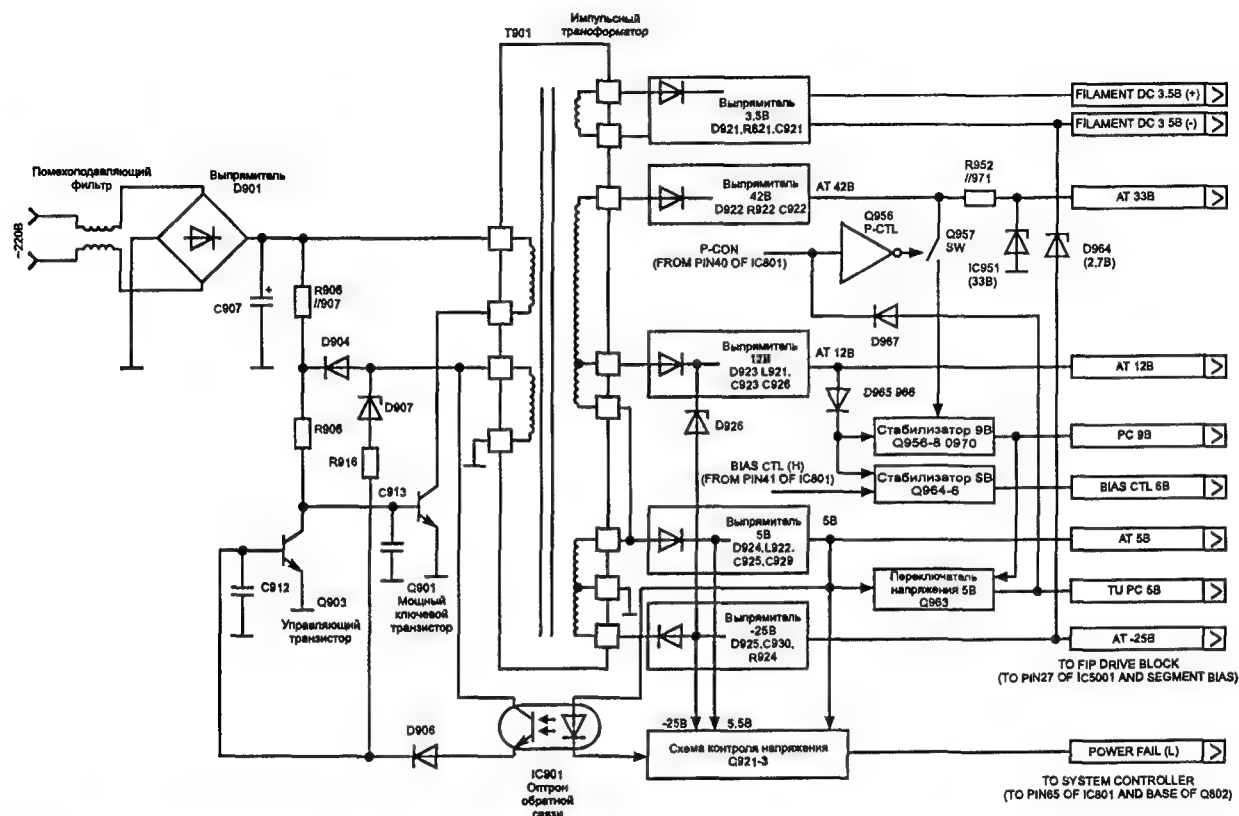 Импульсный
трансформатор
T901
Выпрямитель
3,5В
D921,R821,C921
FILAMENT DC 3.5В (+)
FILAMENT DC 3 5В (-)
Помехоподавляющий
фильтр
Выпрямитель
D901
~220В
C907
+
R906
//907
Выпрямитель
42В
D922 R922 C922
AT 42В
R952
//971
AT 33В
Q956
P-CTL
Q957
SW
P-CON
(FROM PIN40 OF IC801)
IC951
(33В)
D964
(2,7В)
D967
D904
D907
R906
R916
Выпрямитель
12В
D923 L921,
C923 C926
AT 12В
AT 12В
D965 966
D926
Стабилизатор 9В
Q956-8 0970
PC 9В
BIAS CTL (H)
(FROM PIN41 OF IC801)
Стабилизатор 5В
Q964-6
BIAS CTL 6В
C913
C912
Q903
Управляющий
транзистор
Q901
Мощный
ключевой
транзистор
Выпрямитель
5В
D924,L922,
C925,C929
5В
AT 5В
Переключатель
напряжения 5В
Q963
TU PC 5В
Выпрямитель
-25В
D925,C930,
R924
AT -25В
TO FIP DRIVE BLOCK
(TO PIN27 OF IC5001 AND SEGMENT BIAS)
D906
-25В
5.5В
Схема контроля напряжения
Q921-3
POWER FAIL (L)
IC901
Оптрон
обратной
связи
TO SYSTEM CONTROLLER
(TO PIN65 OF IC801 AND BASE OF Q802)